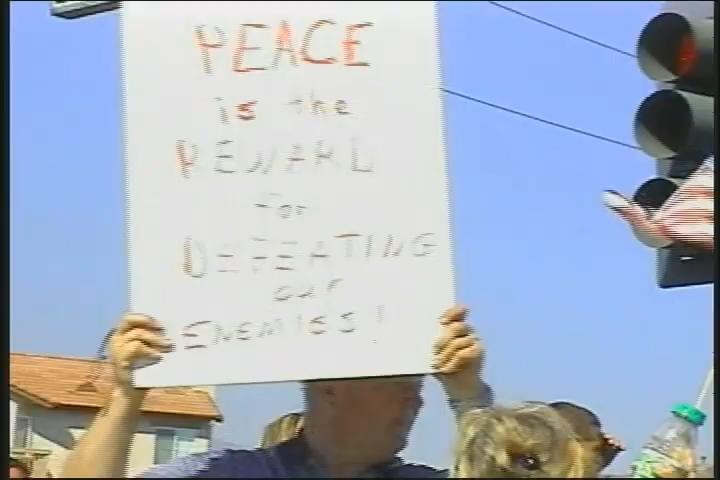 PEACE
is the
REWARD
for
DEFEATING
our
ENEMIES!